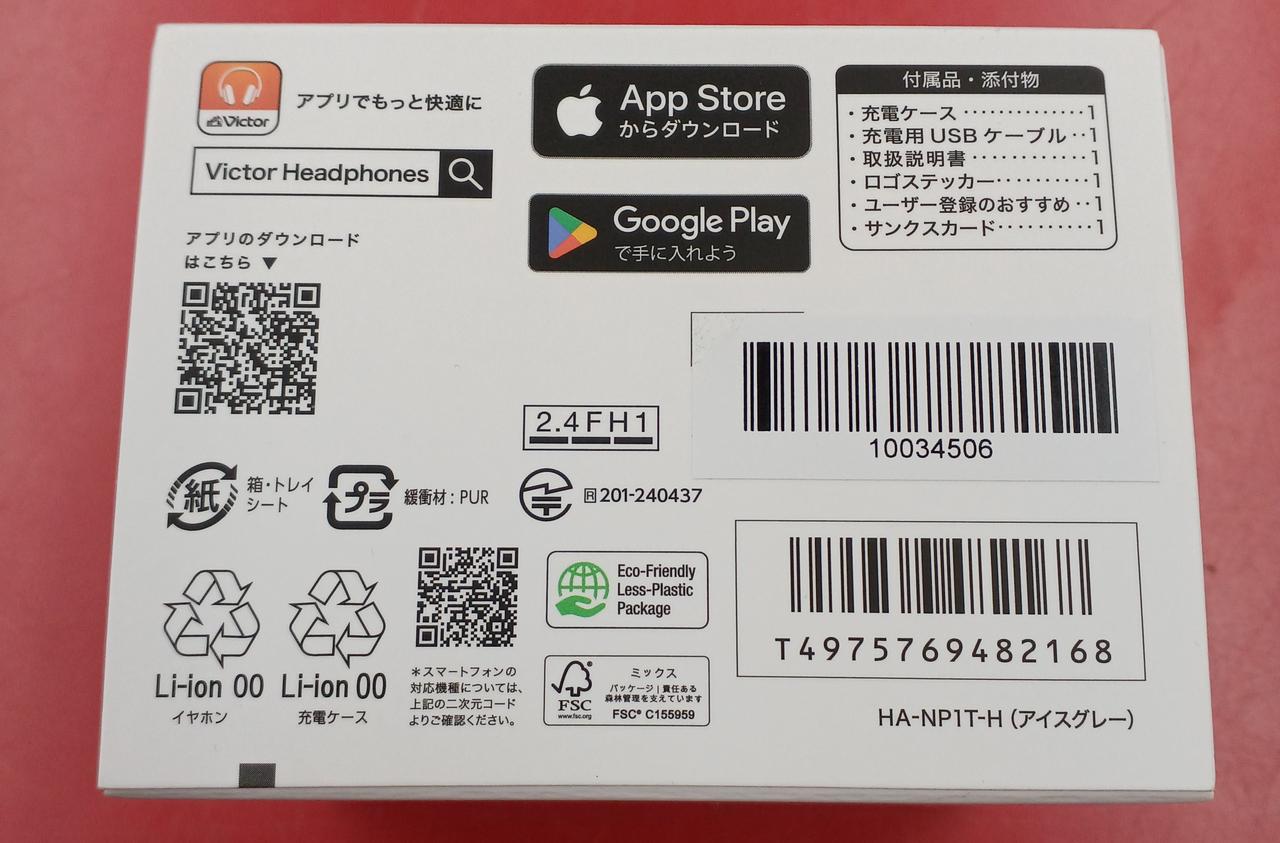 Victor
アプリでもっと快適に
Victor Headphones
アプリのダウンロード
はこちら ▼
App Store
からダウンロード
Google Play
で手に入れよう
付属品・添付物
・充電ケース ‥‥‥‥‥‥1
・充電用USBケーブル‥1
・取扱説明書 ‥‥‥‥‥‥1
・ロゴステッカー‥‥‥‥‥1
・ユーザー登録のおすすめ‥1
・サンクスカード‥‥‥‥‥1
10034506
2.4FH1
紙
箱・トレイ
シート
プラ
緩衝材:PUR
R 201-240437
T4975769482168
HA-NP1T-H(アイスグレー)
Li-ion 00
イヤホン
Li-ion 00
充電ケース
*スマートフォンの
対応機種については、
上記の二次元コード
よりご確認ください。
Eco-Friendly
Less-Plastic
Package
FSC
www.fsc.org
ミックス
パッケージ|責任ある
森林管理を支えています
FSC® C155959